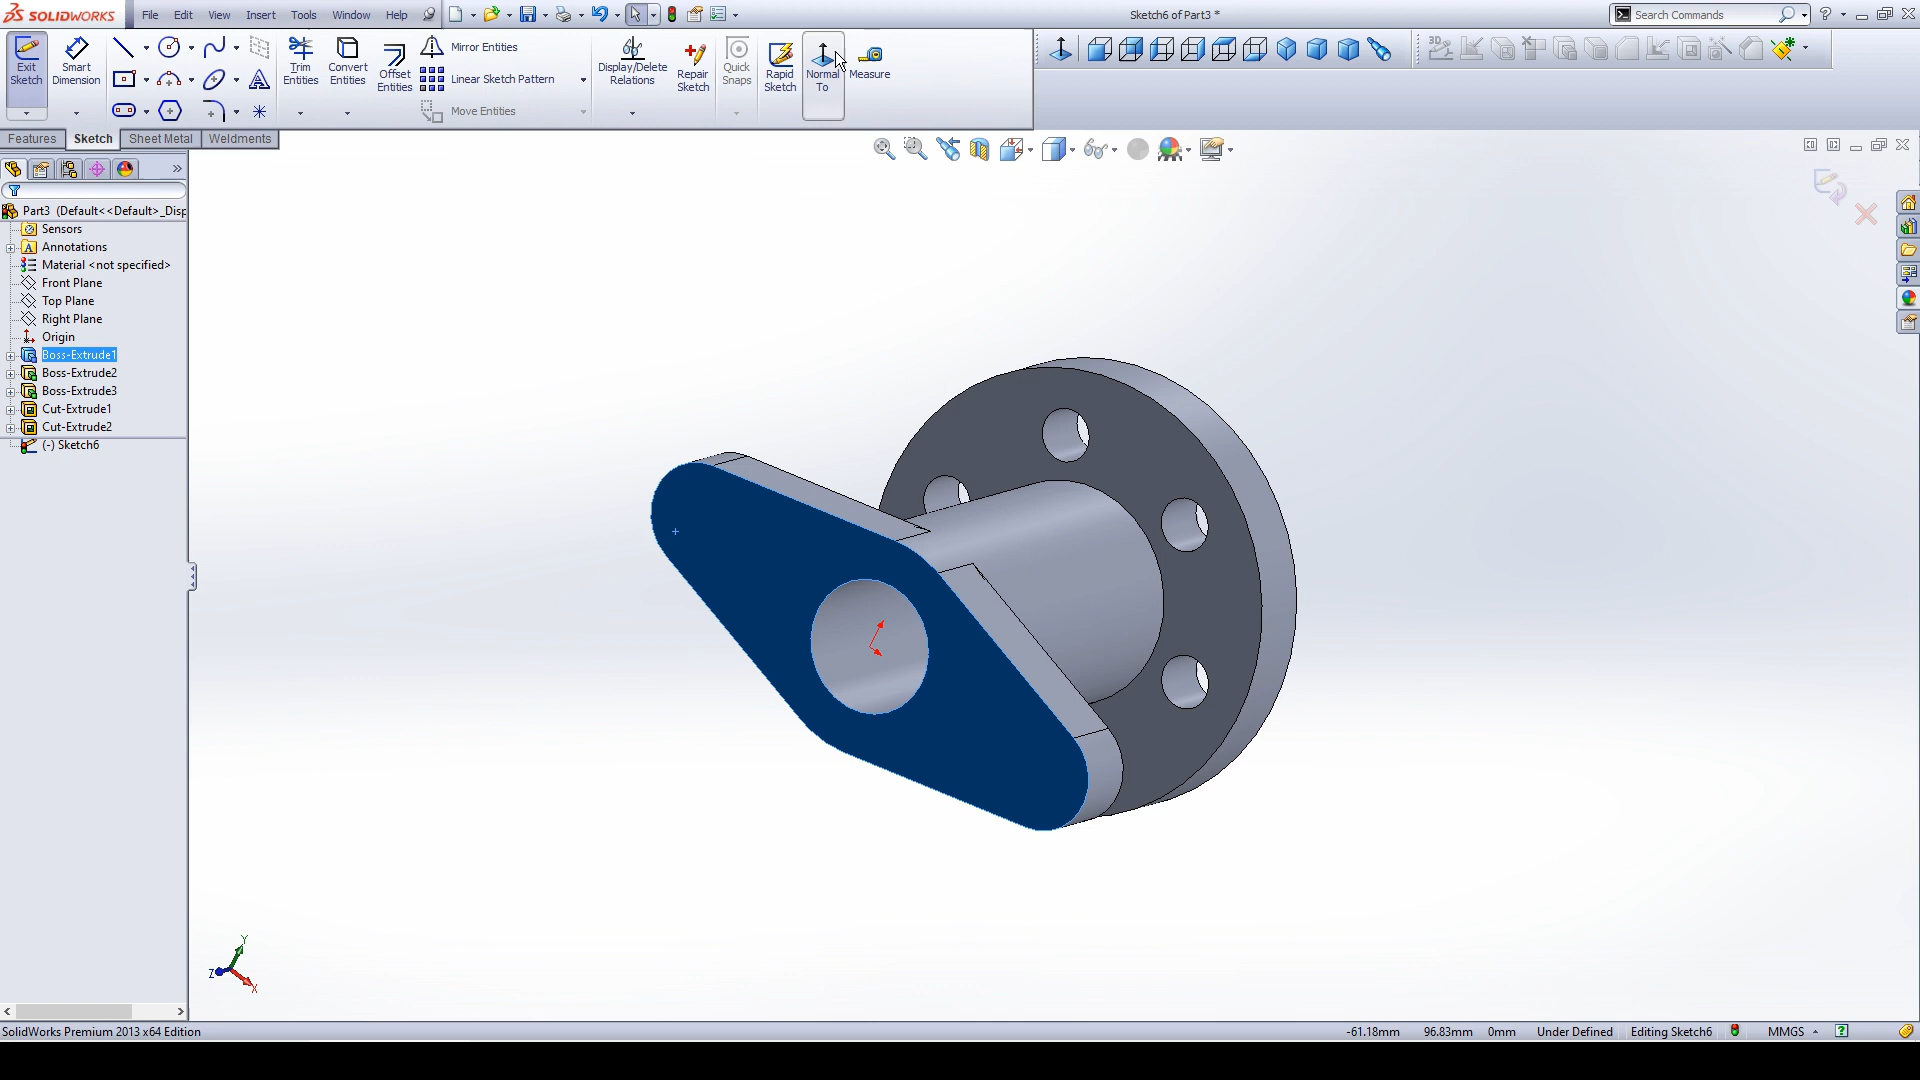 SOLIDWORKS
File Edit View Insert Tools Window Help
Sketch6 of Part3 *
Search Commands
Exit Sketch
Smart Dimension
Trim Entities
Convert Entities
Offset Entities
Mirror Entities
Linear Sketch Pattern
Move Entities
Display/Delete Relations
Repair Sketch
Quick Snaps
Rapid Sketch
Normal To
Measure
Features Sketch Sheet Metal Weldments
Part3 (Default<<Default>_Disp
Sensors
Annotations
Material <not specified>
Front Plane
Top Plane
Right Plane
Origin
Boss-Extrude1
Boss-Extrude2
Boss-Extrude3
Cut-Extrude1
Cut-Extrude2
(-) Sketch6
Y
Z
X
SolidWorks Premium 2013 x64 Edition
-61.18mm 96.83mm 0mm Under Defined Editing Sketch6 MMGS